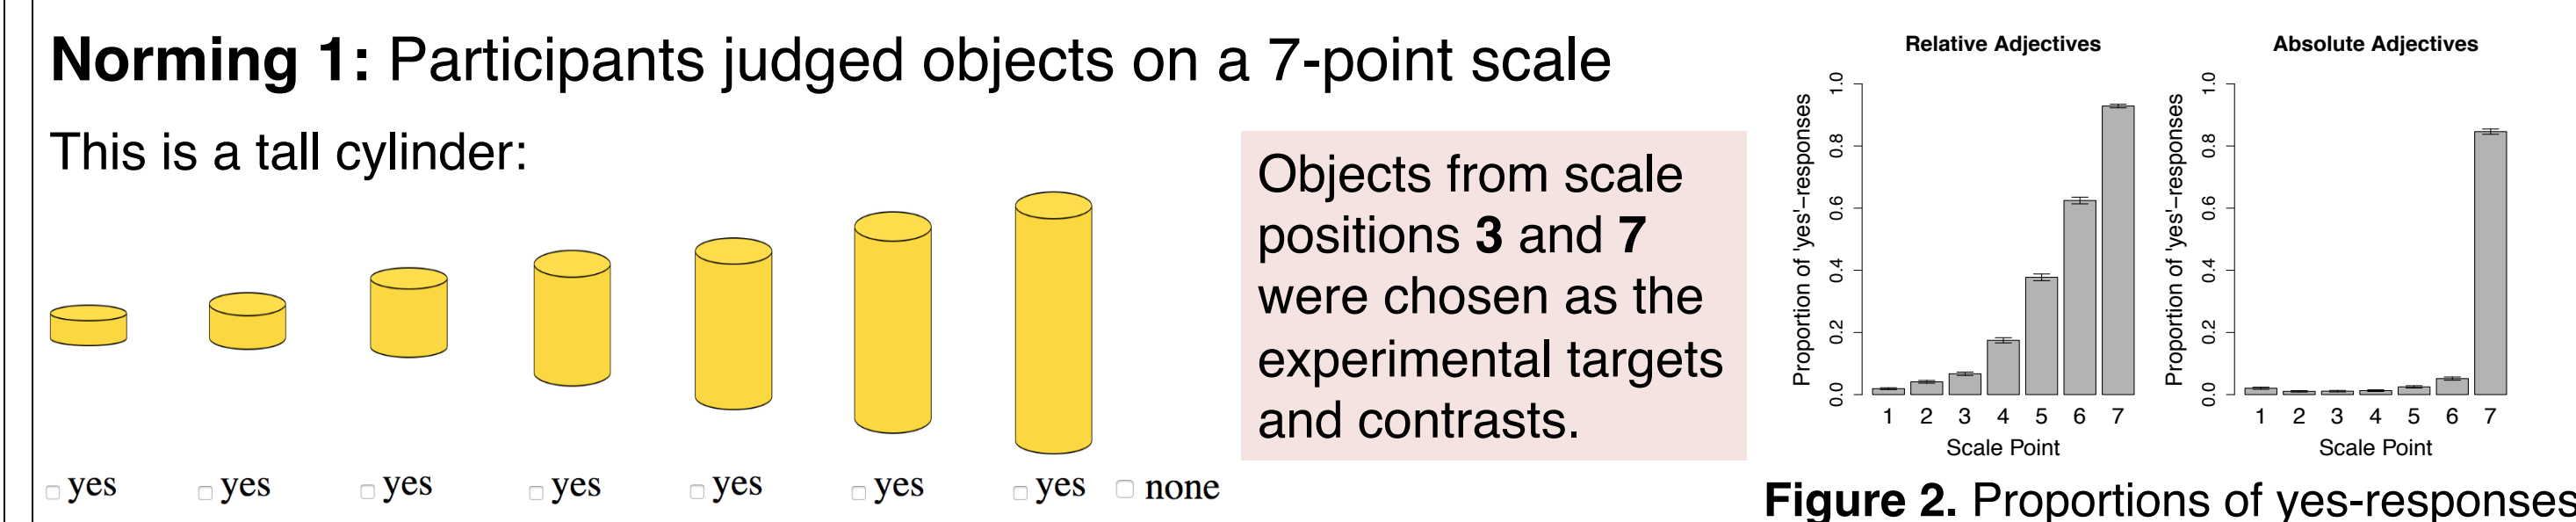 Norming 1: Participants judged objects on a 7-point scale
This is a tall cylinder:
yes yes yes yes yes yes yes none
Objects from scale
positions 3 and 7
were chosen as the
experimental targets
and contrasts.
Relative Adjectives
Proportion of 'yes'−responses
1.0
0.8
0.6
0.4
0.2
0.0
1 2 3 4 5 6 7
Scale Point
Absolute Adjectives
Proportion of 'yes'−responses
1.0
0.8
0.6
0.4
0.2
0.0
1 2 3 4 5 6 7
Scale Point
Figure 2. Proportions of yes-responses